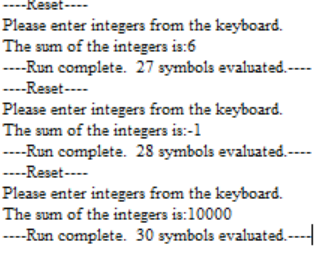 ----Reset----
Please enter integers from the keyboard.
The sum of the integers is:6
----Run complete.  27 symbols evaluated.----
----Reset----
Please enter integers from the keyboard.
The sum of the integers is:-1
----Run complete.  28 symbols evaluated.----
----Reset----
Please enter integers from the keyboard.
The sum of the integers is:10000
----Run complete.  30 symbols evaluated.----